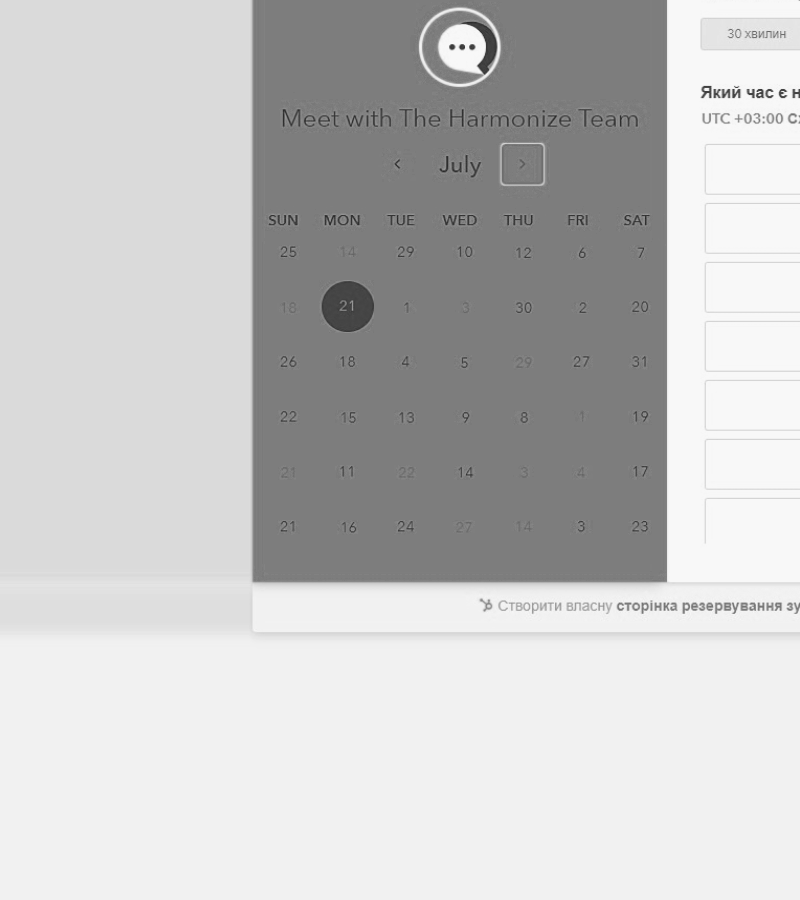 30 хвилин
Meet with The Harmonize Team
July
Який час є
UTC +03:00
SUN MON TUE WED THU FRI SAT
25 14 29 10 12 6 7
18 21 1 3 30 2 20
26 18 4 5 29 27 31
22 15 13 9 8 1 19
21 11 22 14 3 4 17
21 16 24 27 14 3 23
Створити власну сторінка резервування